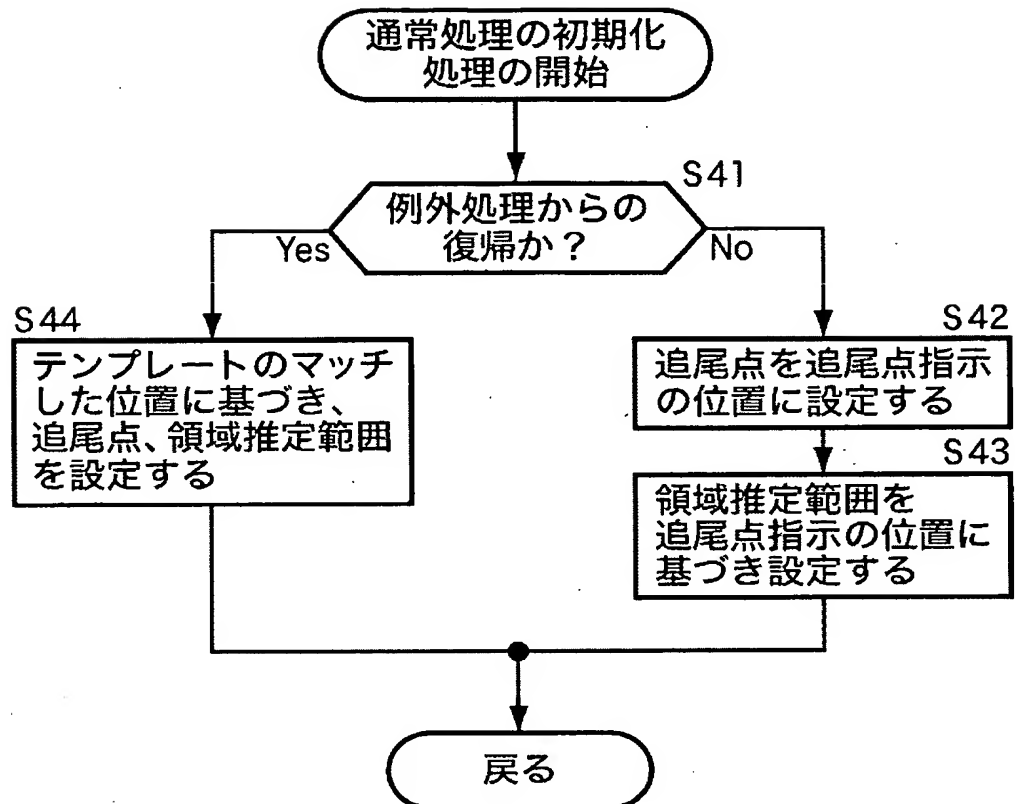 通常処理の初期化
処理の開始
S41
例外処理からの
復帰か？
Yes
No
S44
テンプレートのマッチ
した位置に基づき、
追尾点、領域推定範囲
を設定する
S42
追尾点を追尾点指示
の位置に設定する
S43
領域推定範囲を
追尾点指示の位置に
基づき設定する
戻る